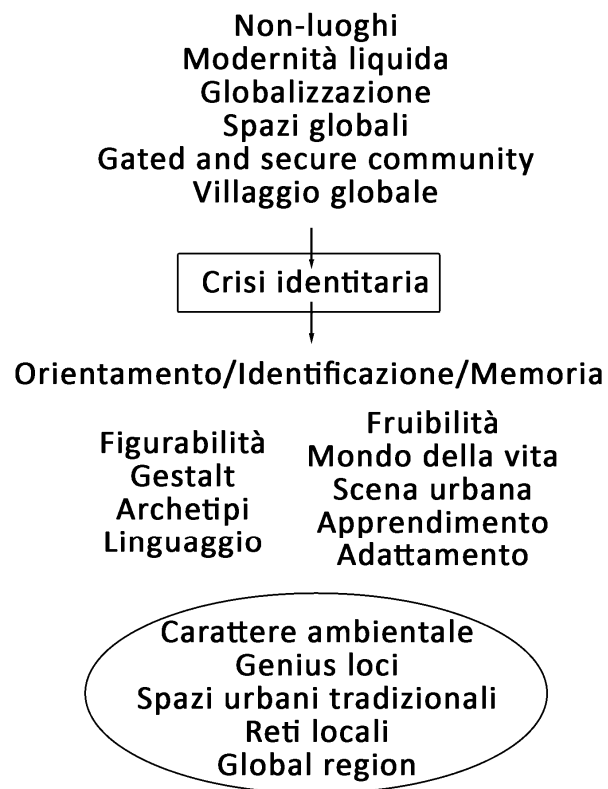 Non-luoghi
Modernità liquida
Globalizzazione
Spazi globali
Gated and secure community
Villaggio globale
Crisi identitaria
Orientamento/Identificazione/Memoria
Figurabilità
Gestalt
Archetipi
Linguaggio
Fruibilità
Mondo della vita
Scena urbana
Apprendimento
Adattamento
Carattere ambientale
Genius loci
Spazi urbani tradizionali
Reti locali
Global region